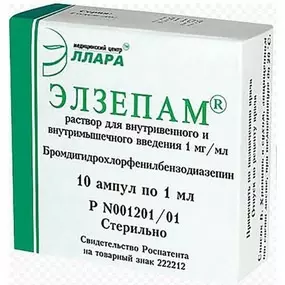 медицинский центр
ЭЛЛАРА
ЭЛЗЕПАМ®
раствор для внутривенного и
внутримышечного введения 1 мг/мл
Бромдигидрохлорфенилбензодиазепин
10 ампул по 1 мл
Р N001201/01
Стерильно
Свидетельство Роспатента
на товарный знак 222212